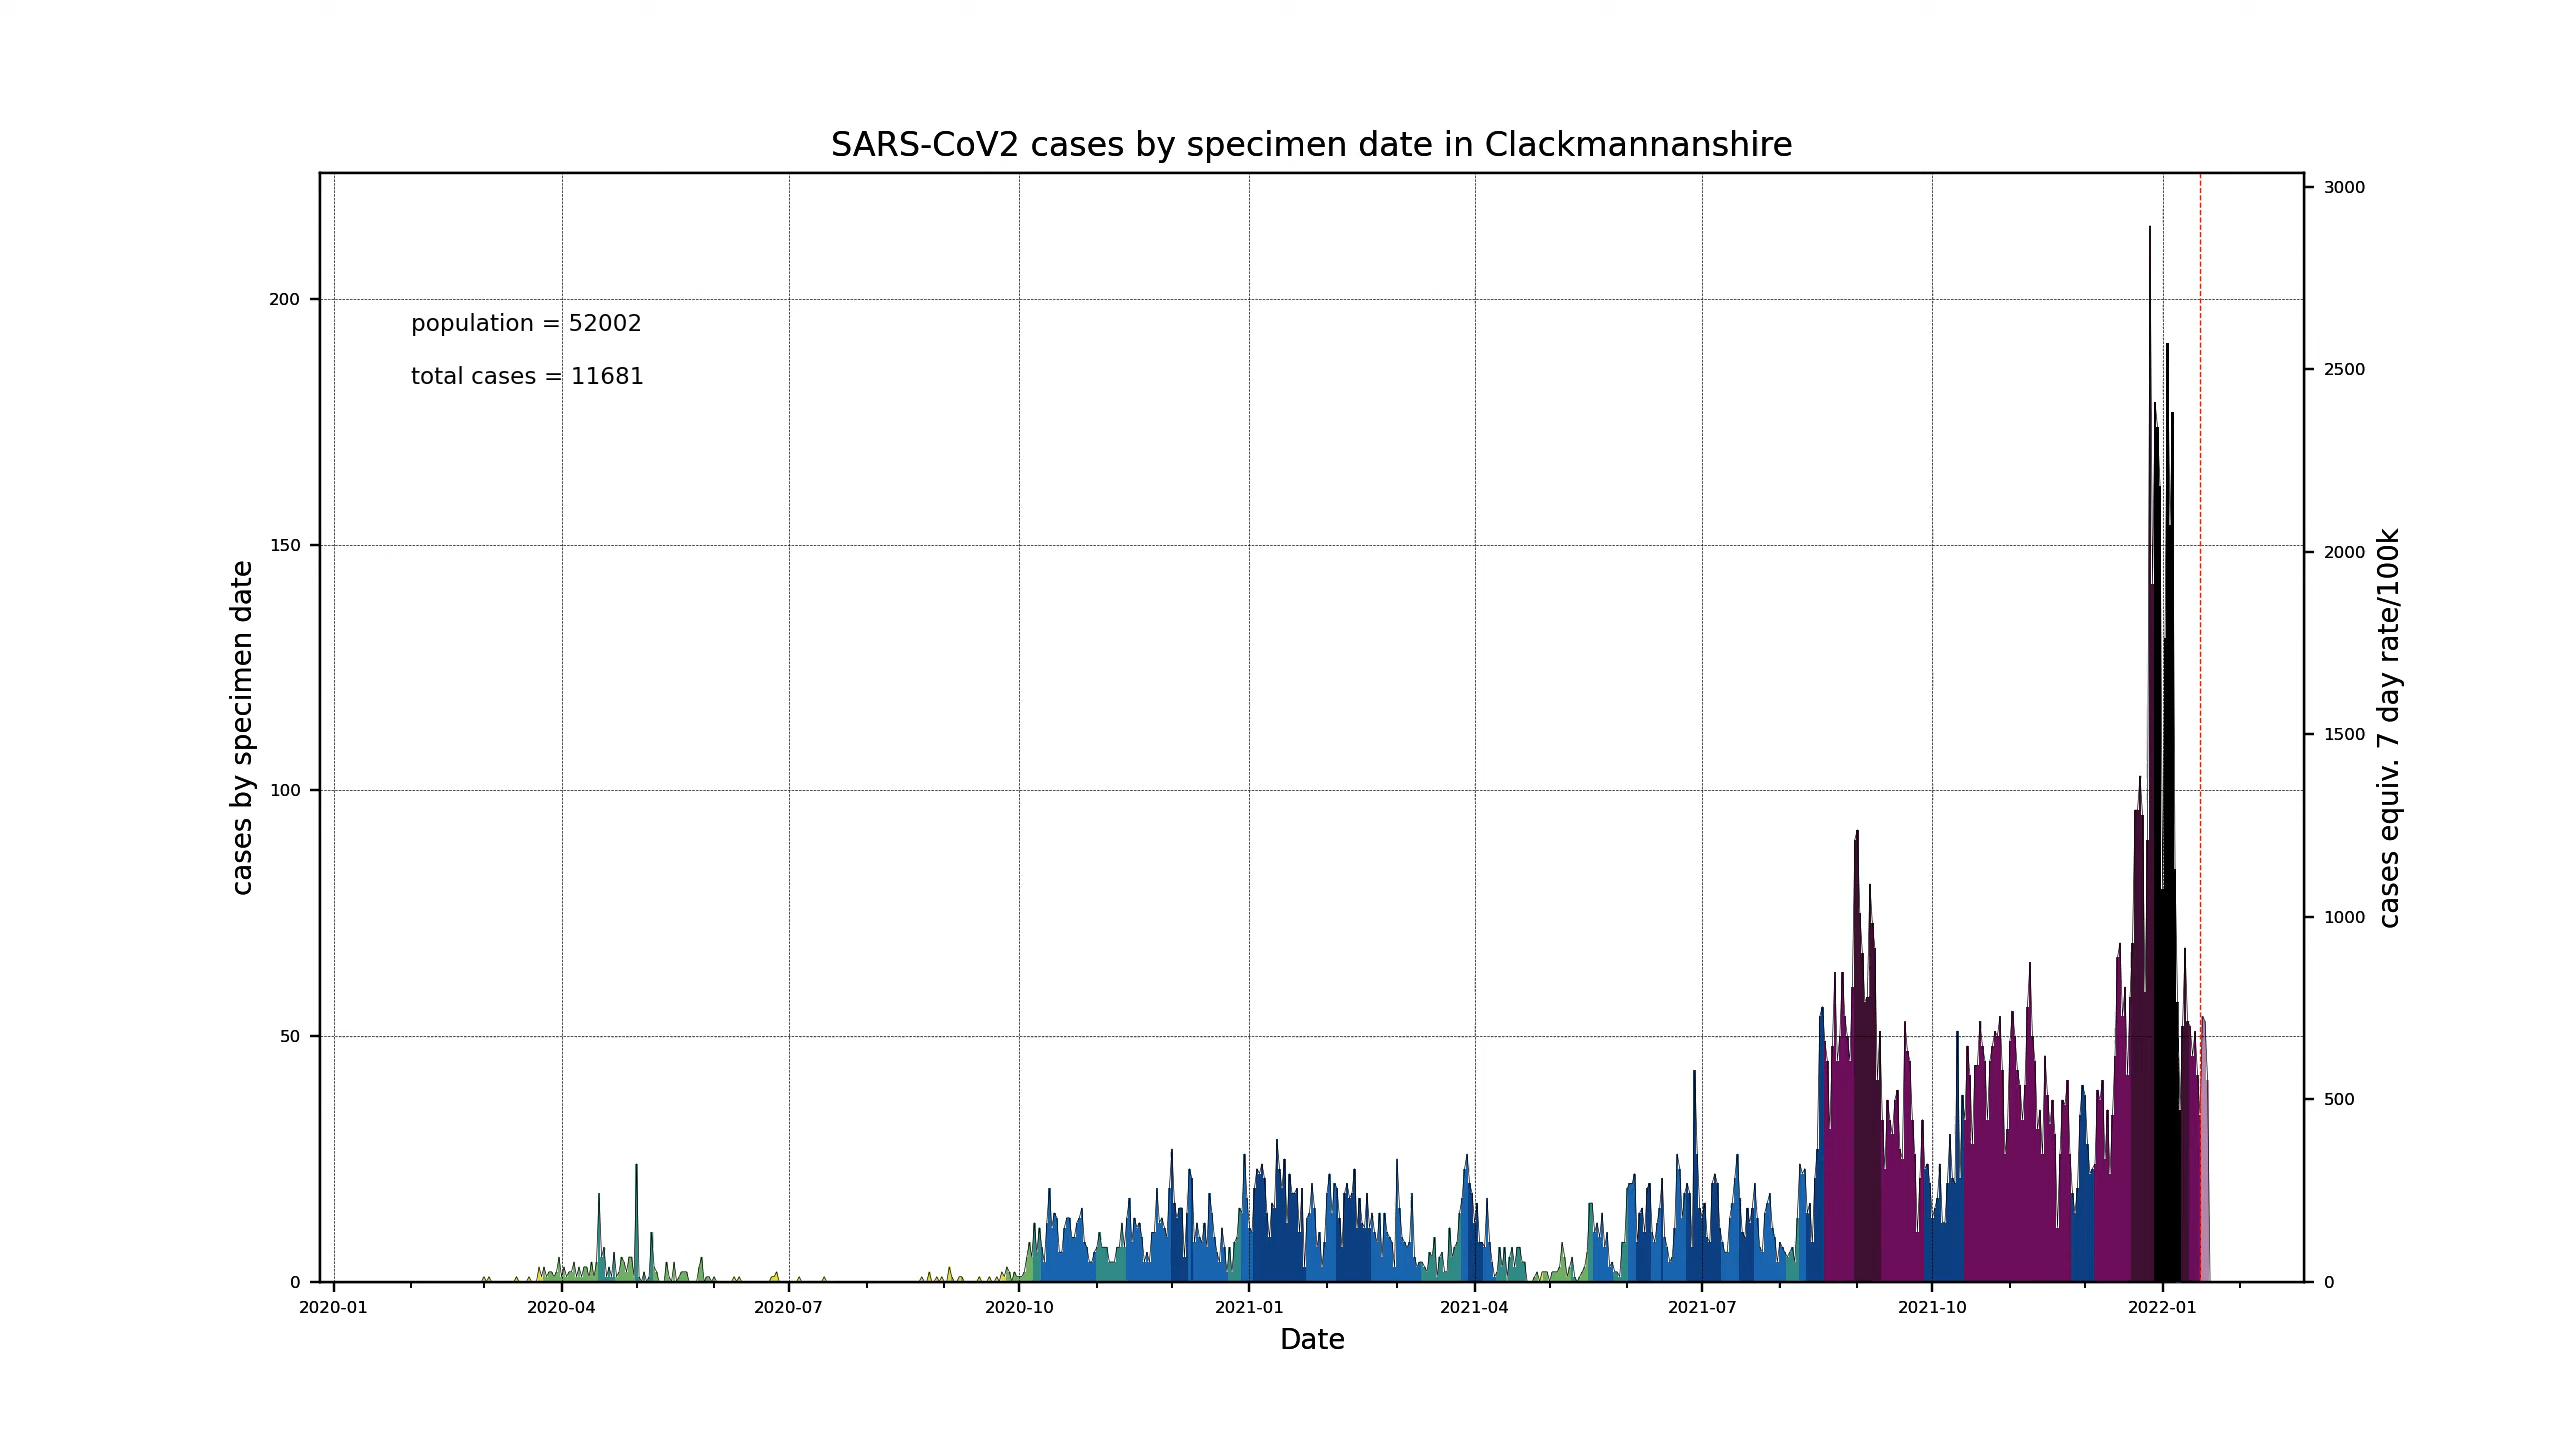 SARS-CoV2 cases by specimen date in Clackmannanshire
population = 52002
total cases = 11681
cases by specimen date
200
150
100
50
0
3000
2500
2000
1500
1000
500
0
cases equiv. 7 day rate/100k
2020-01 2020-04 2020-07 2020-10 2021-01 2021-04 2021-07 2021-10 2022-01
Date